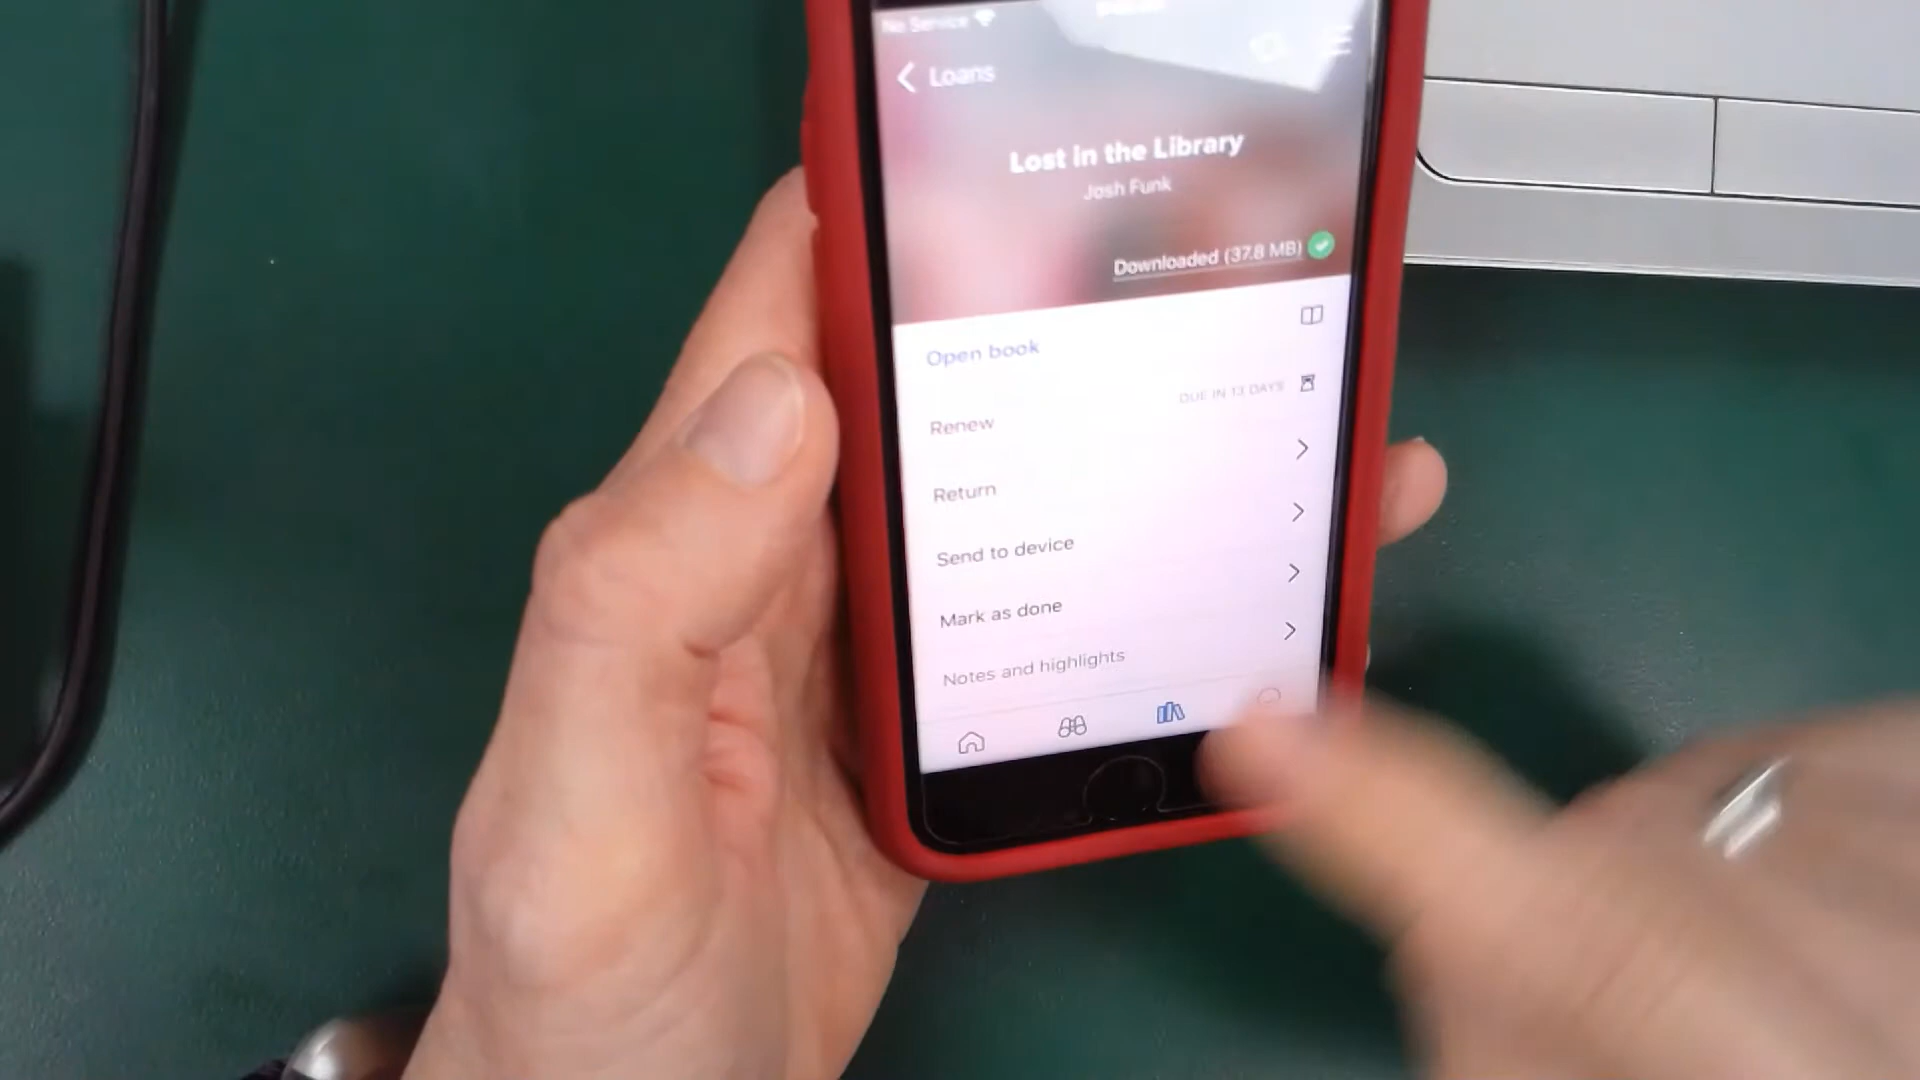 No Service
Loans
Lost in the Library
Josh Funk
Downloaded (37.8 MB)
Open book
DUE IN 13 DAYS
Renew
Return
Send to device
Mark as done
Notes and highlights